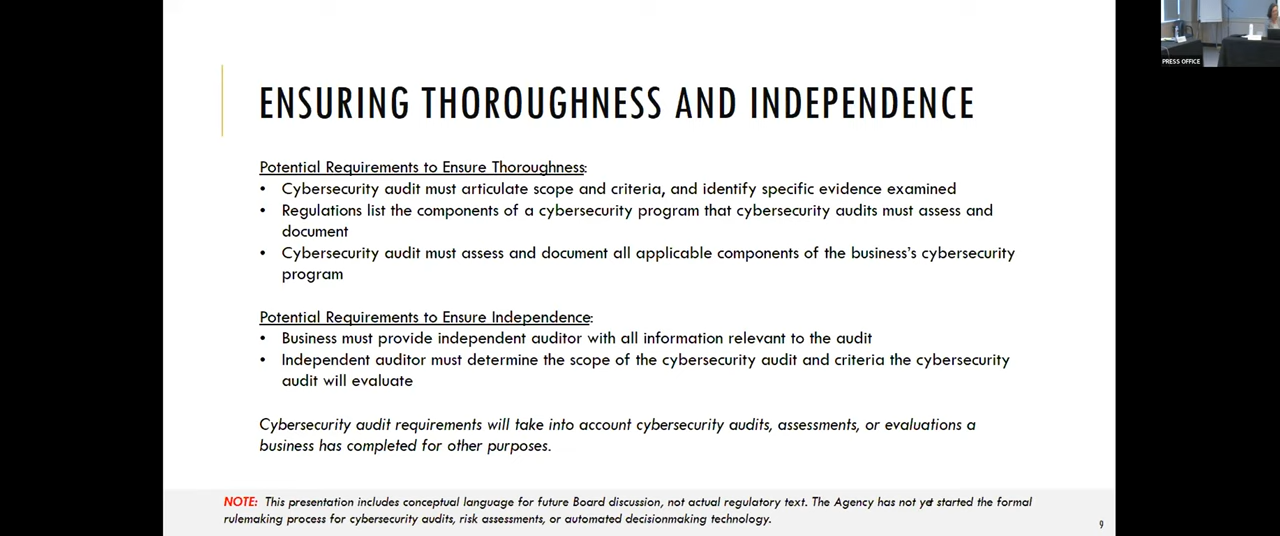 PRESS OFFICE
ENSURING THOROUGHNESS AND INDEPENDENCE
Potential Requirements to Ensure Thoroughness:
• Cybersecurity audit must articulate scope and criteria, and identify specific evidence examined
• Regulations list the components of a cybersecurity program that cybersecurity audits must assess and
document
• Cybersecurity audit must assess and document all applicable components of the business's cybersecurity
program
Potential Requirements to Ensure Independence:
• Business must provide independent auditor with all information relevant to the audit
• Independent auditor must determine the scope of the cybersecurity audit and criteria the cybersecurity
audit will evaluate
Cybersecurity audit requirements will take into account cybersecurity audits, assessments, or evaluations a
business has completed for other purposes.
NOTE: This presentation includes conceptual language for future Board discussion, not actual regulatory text. The Agency has not yet started the formal
rulemaking process for cybersecurity audits, risk assessments, or automated decisionmaking technology.
9